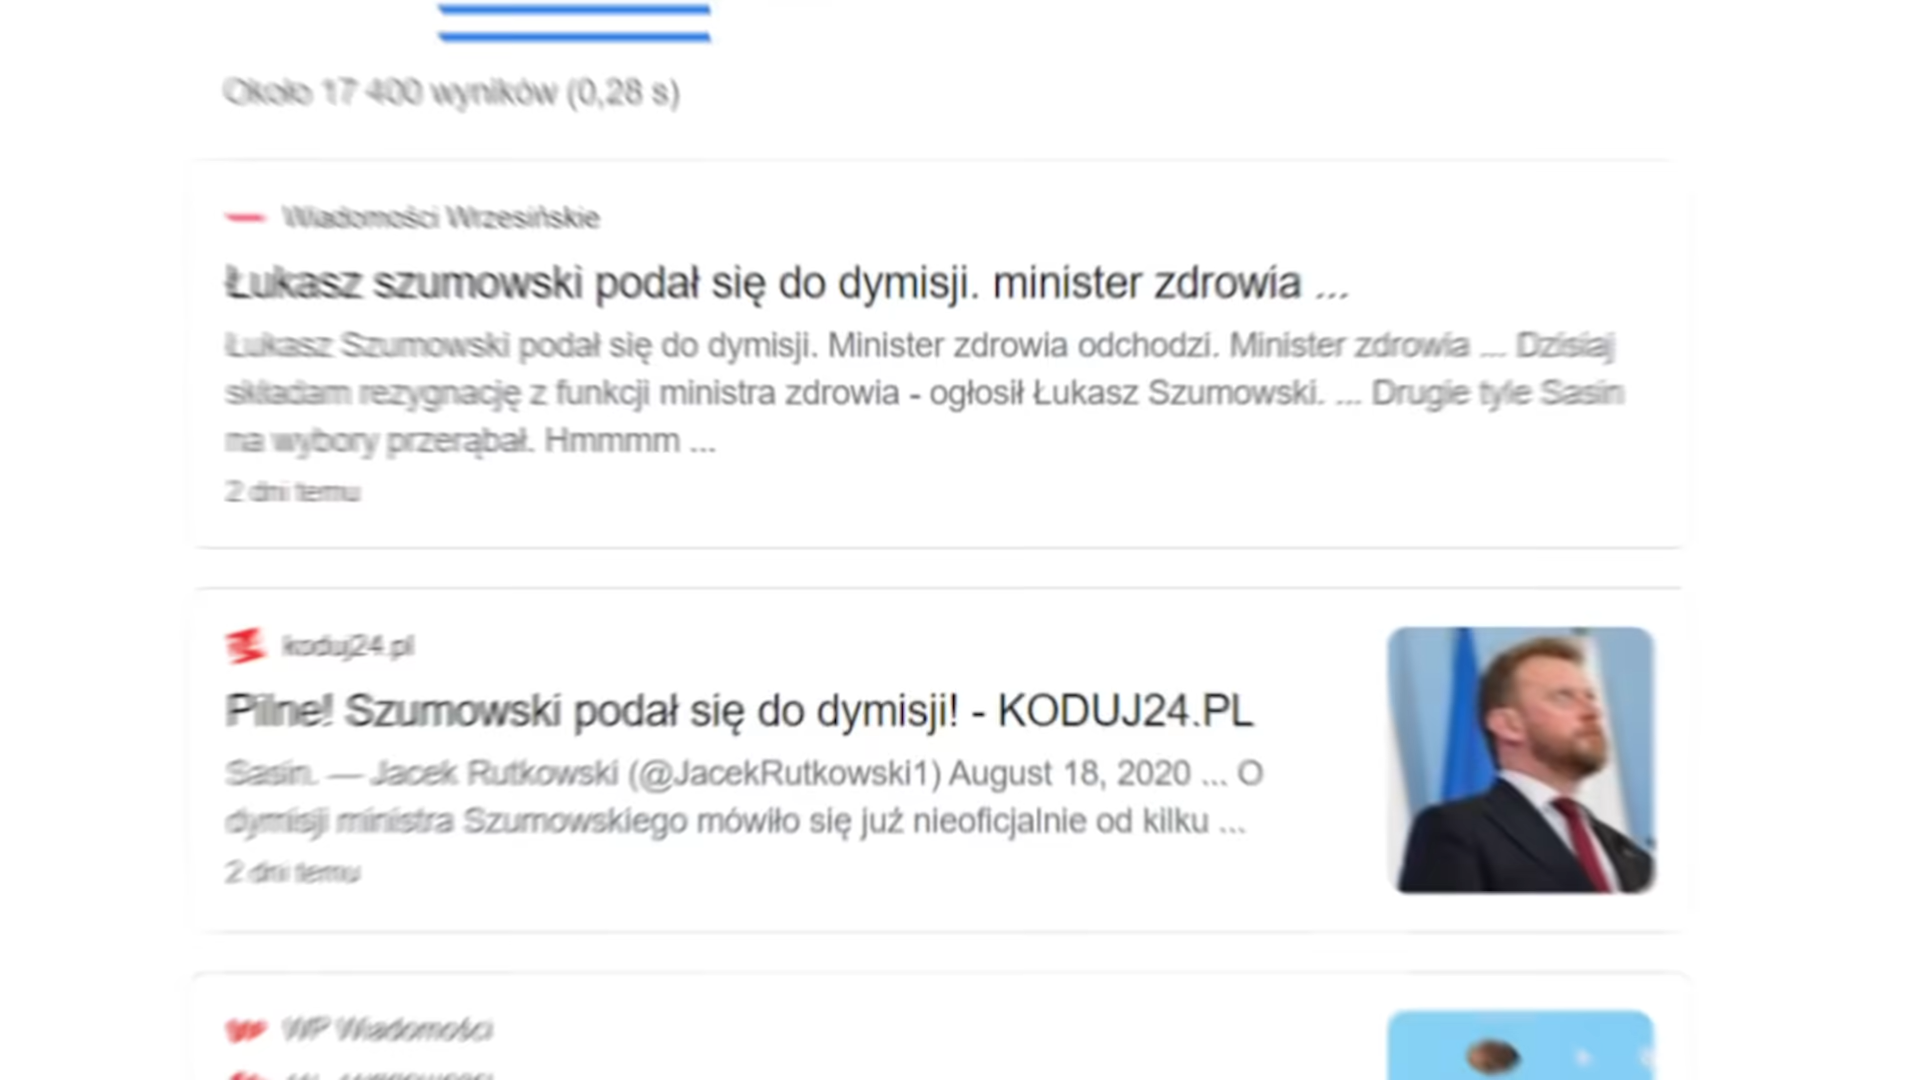 Około 17 400 wyników (0,28 s)
Wiadomości Wrzesińskie
Łukasz szumowski podał się do dymisji. minister zdrowia ...
Łukasz Szumowski podał się do dymisji. Minister zdrowia odchodzi. Minister zdrowia ... Dzisiaj
składam rezygnację z funkcji ministra zdrowia - ogłosił Łukasz Szumowski. ... Drugie tyle Sasin
na wybory przerąbał. Hmmmm ...
2 dni temu
koduj24.pl
Pilne! Szumowski podał się do dymisji! - KODUJ24.PL
Sasin. — Jacek Rutkowski (@JacekRutkowski1) August 18, 2020 ... O
dymisji ministra Szumowskiego mówiło się już nieoficjalnie od kilku ...
2 dni temu
WP Wiadomości